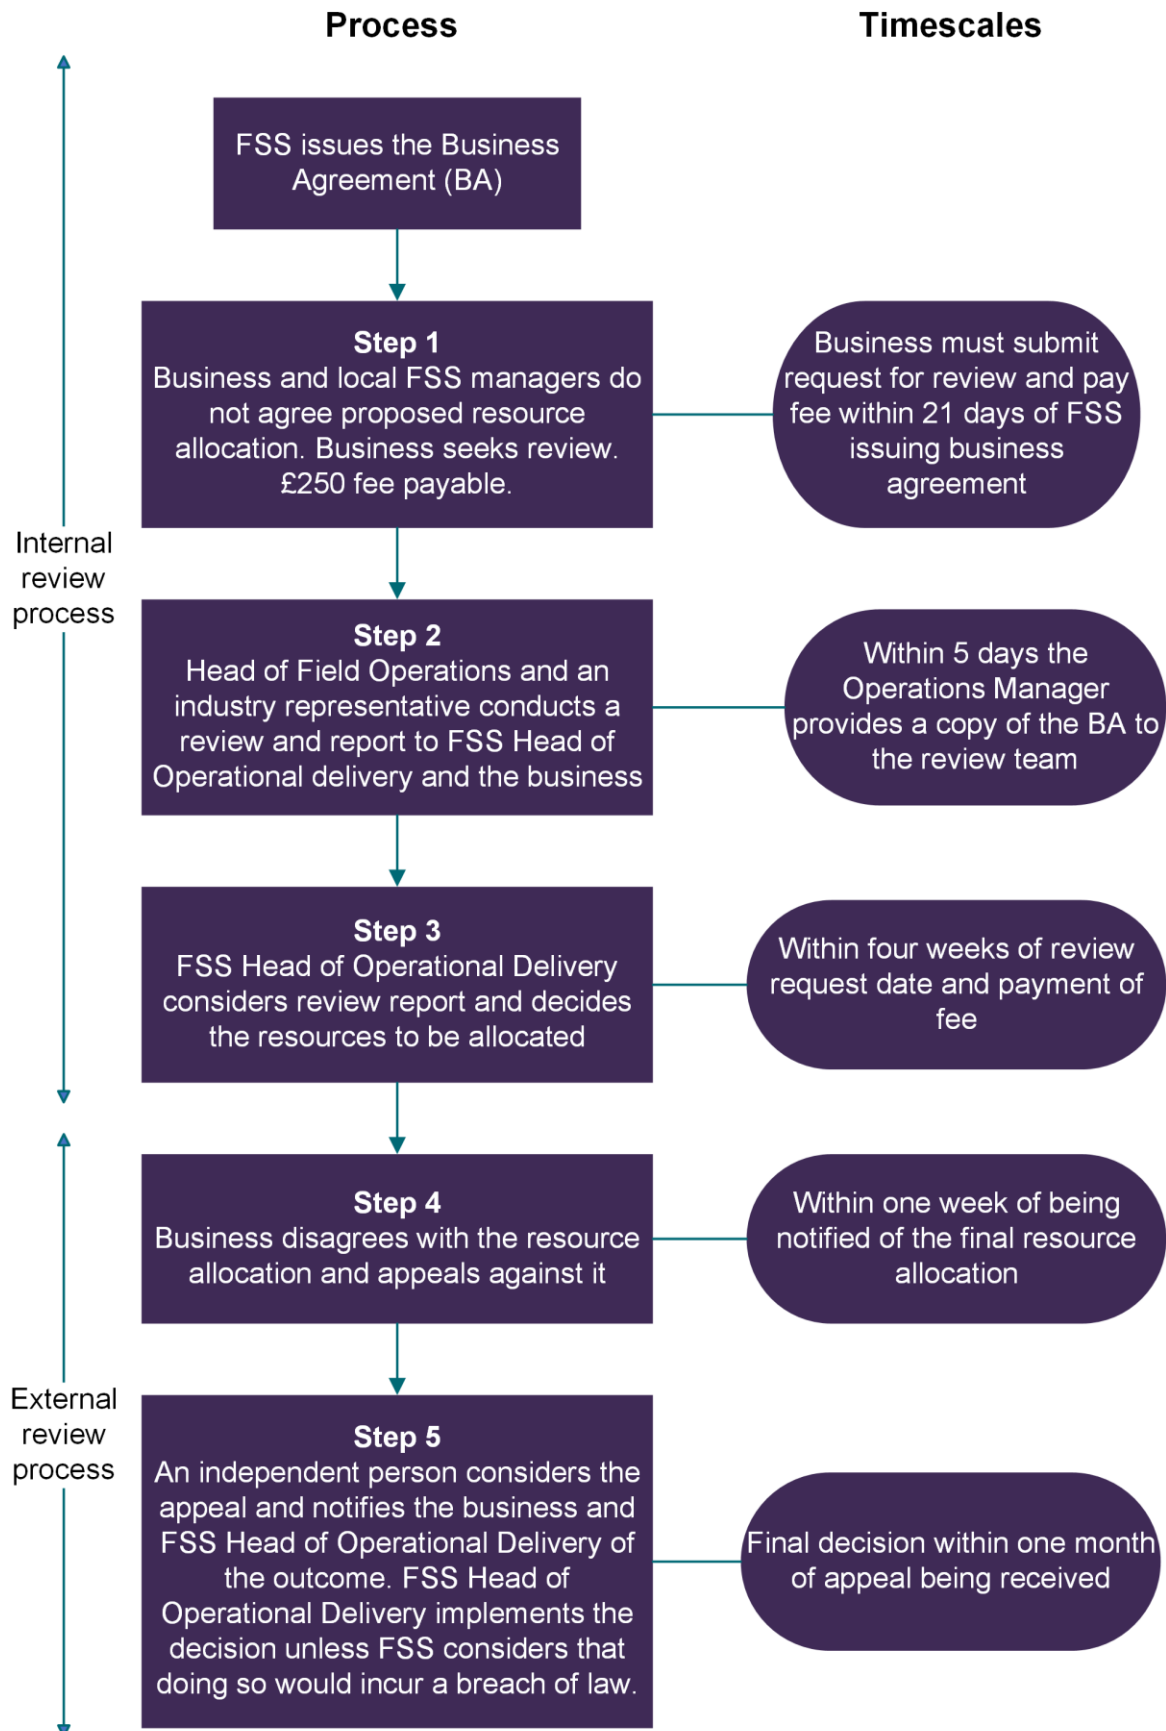 Process
Timescales
FSS issues the Business
Agreement (BA)
Step 1
Business and local FSS managers do
not agree proposed resource
allocation. Business seeks review.
£250 fee payable.
Business must submit
request for review and pay
fee within 21 days of FSS
issuing business
agreement
Internal
review
process
Step 2
Head of Field Operations and an
industry representative conducts a
review and report to FSS Head of
Operational delivery and the business
Within 5 days the
Operations Manager
provides a copy of the BA to
the review team
Step 3
FSS Head of Operational Delivery
considers review report and decides
the resources to be allocated
Within four weeks of review
request date and payment of
fee
Step 4
Business disagrees with the resource
allocation and appeals against it
Within one week of being
notified of the final resource
allocation
External
review
process
Step 5
An independent person considers the
appeal and notifies the business and
FSS Head of Operational Delivery of
the outcome. FSS Head of
Operational Delivery implements the
decision unless FSS considers that
doing so would incur a breach of law.
Final decision within one month
of appeal being received